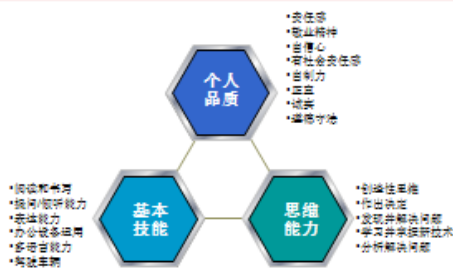 个人
品质
•责任感
•敬业精神
•自信心
•有社会责任感
•自制力
•正直
•诚实
•遵纪守法
基本
技能
•阅读和书写
•提问/倾听能力
•表达能力
•办公设备运用
•多语言能力
•驾驶车辆
思维
能力
•创造性思维
•作出决定
•发现并解决问题
•学习并掌握新技术
•分析解决问题